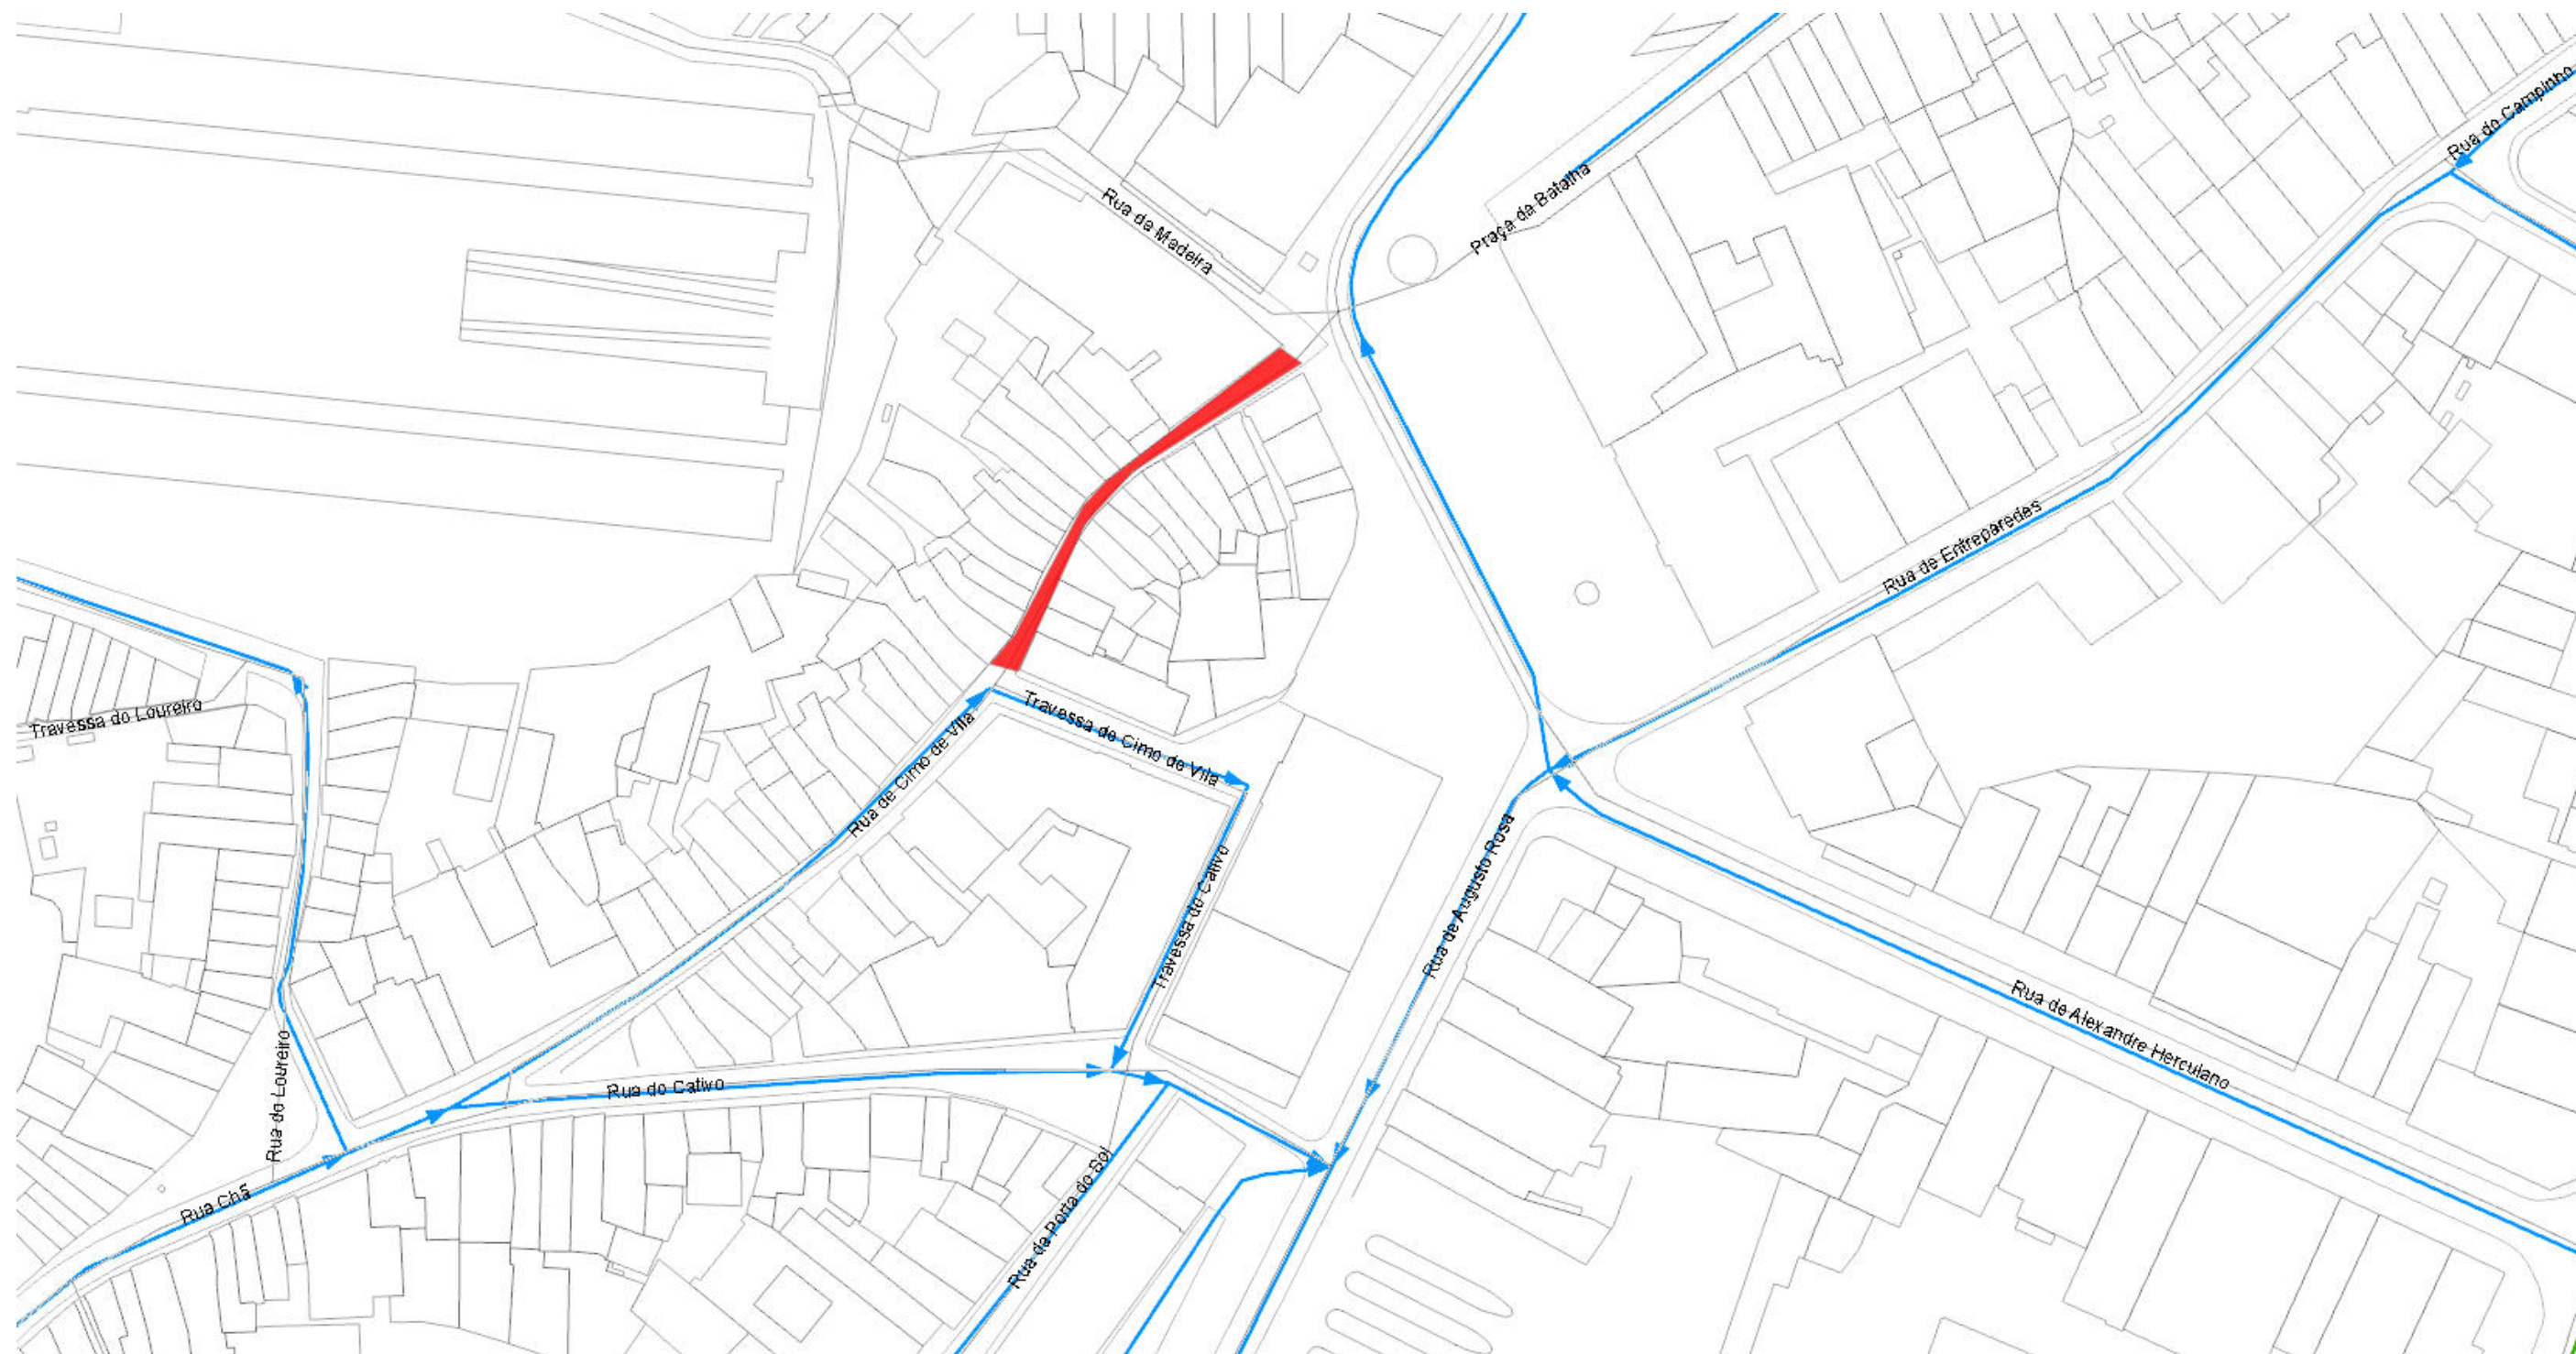 Rua do Campinho
Praça da Batalha
Rua da Madeira
Rua de Entreparedes
Travessa do Loureiro
Travessa de Cimo de Vila
Rua de Cimo de Vila
Travessa do Cativo
Rua de Augusto Rosa
Rua de Alexandre Herculano
Rua do Loureiro
Rua do Cativo
Rua Chã
Rua da Porta do Sol